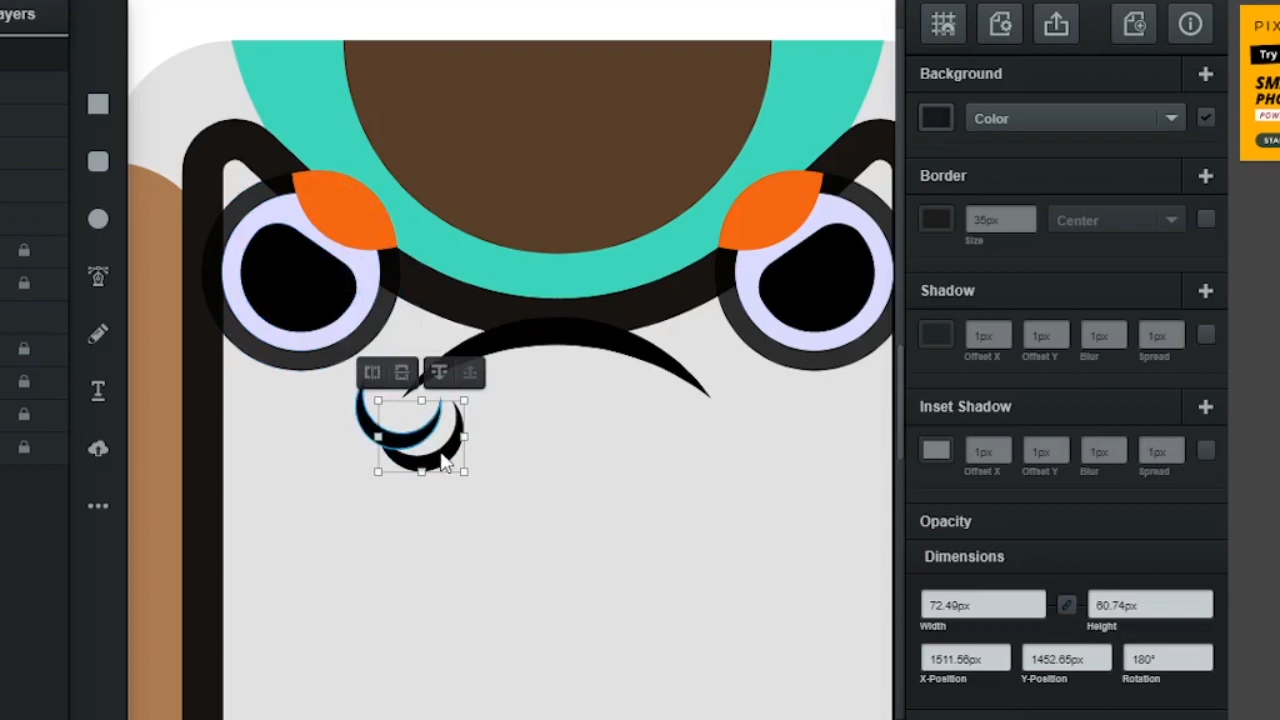 ayers
Background
Color
Border
35px
Center
Size
Shadow
1px 1px 1px 1px
Offset X Offset Y Blur Spread
Inset Shadow
1px 1px 1px 1px
Offset X Offset Y Blur Spread
Opacity
Dimensions
72.49px 60.74px
Width Height
1511.56px 1452.65px 180°
X-Position Y-Position Rotation
PIX
Try
SM
PHO
POW
STA